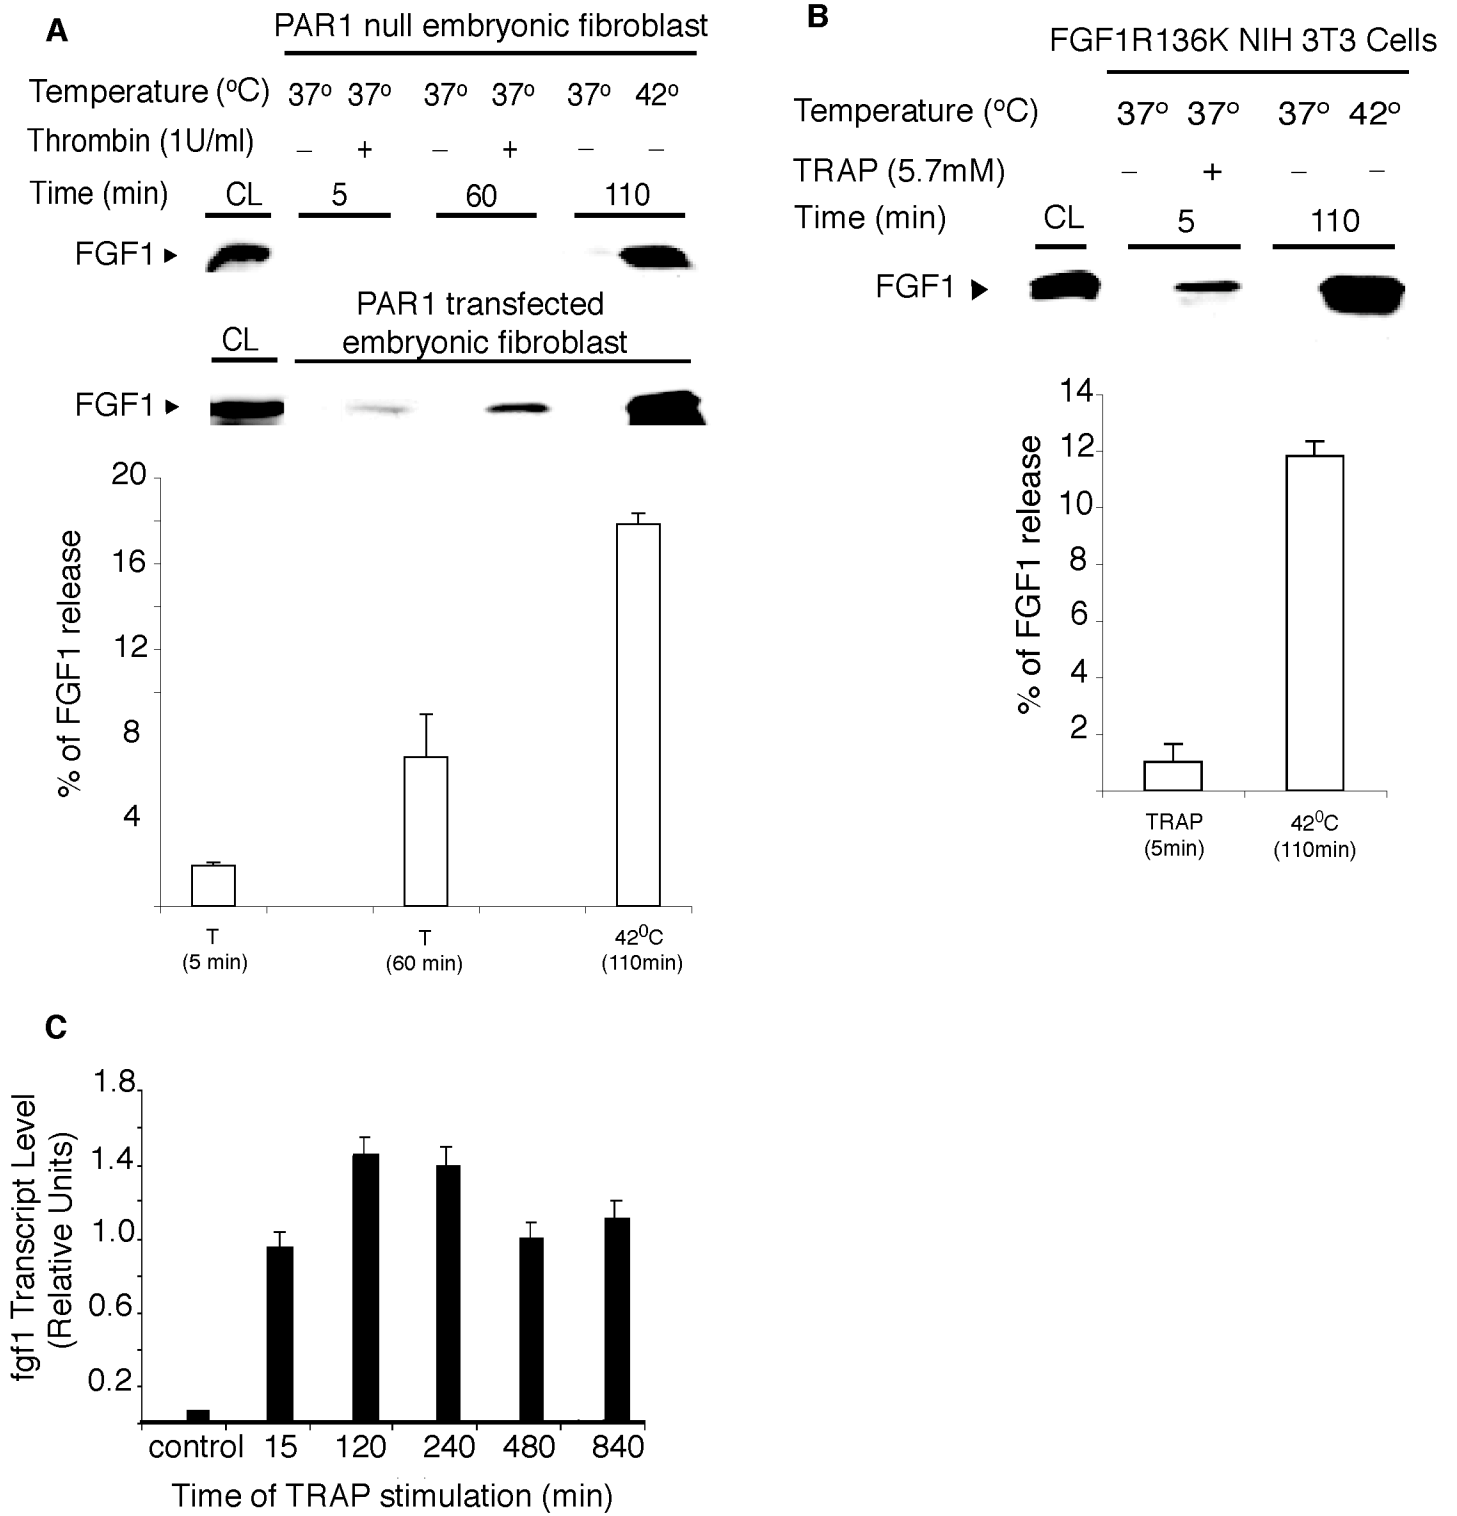 A
PAR1 null embryonic fibroblast
Temperature (ºC) 37º 37º 37º 37º 37º 42º
Thrombin (1U/ml) – + – + – –
Time (min) CL 5 60 110
FGF1
PAR1 transfected
embryonic fibroblast
CL
FGF1
20
16
12
8
4
% of FGF1 release
T
(5 min)
T
(60 min)
42⁰C
(110min)
B
FGF1R136K NIH 3T3 Cells
Temperature (ºC) 37º 37º 37º 42º
TRAP (5.7mM) – + – –
Time (min) CL 5 110
FGF1
14
12
10
8
6
4
2
% of FGF1 release
TRAP
(5min)
42⁰C
(110min)
C
1.8
1.4
1.0
0.6
0.2
fgf1 Transcript Level
(Relative Units)
control 15 120 240 480 840
Time of TRAP stimulation (min)